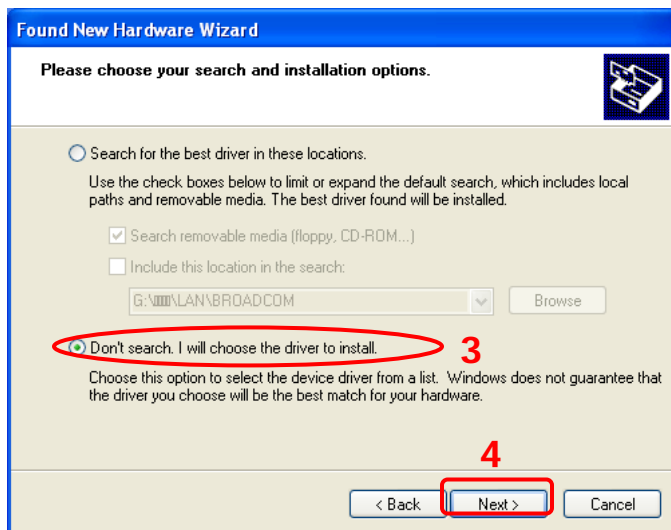 Found New Hardware Wizard
Please choose your search and installation options.
Search for the best driver in these locations.
Use the check boxes below to limit or expand the default search, which includes local
paths and removable media. The best driver found will be installed.
Search removable media (floppy, CD-ROM...)
Include this location in the search:
G:\▯▯▯▯\LAN\BROADCOM
Browse
Don't search. I will choose the driver to install.
3
Choose this option to select the device driver from a list. Windows does not guarantee that
the driver you choose will be the best match for your hardware.
4
< Back
Next >
Cancel